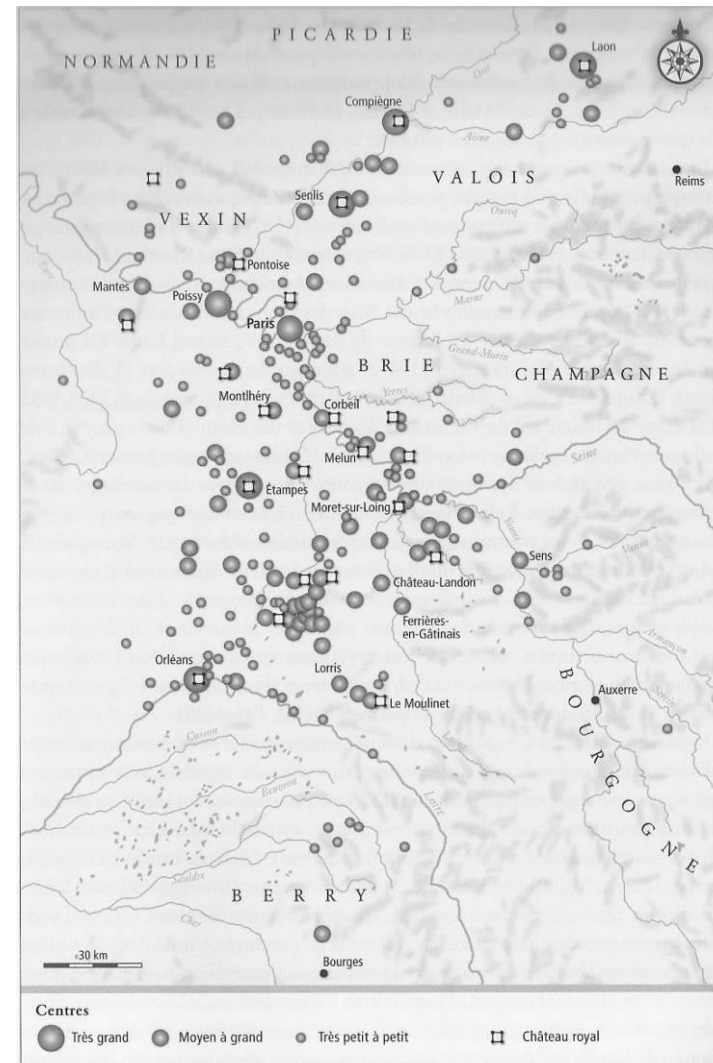 PICARDIE
NORMANDIE
Laon
Oise
Compiègne
Aisne
VALOIS
Reims
Senlis
VEXIN
Ourcq
Pontoise
Mantes
Poissy
Marne
Paris
Grand-Morin
BRIE
CHAMPAGNE
Yerres
Montlhéry
Corbeil
Melun
Seine
Étampes
Moret-sur-Loing
Yonne
Sens
Vanne
Château-Landon
Ferrières-
en-Gâtinais
Armançon
Orléans
Lorris
Le Moulinet
Auxerre
BOURGOGNE
Cosson
Loing
Beuvron
Loire
Sauldre
BERRY
Cher
30 km
Bourges
Centres
Très grand
Moyen à grand
Très petit à petit
Château royal